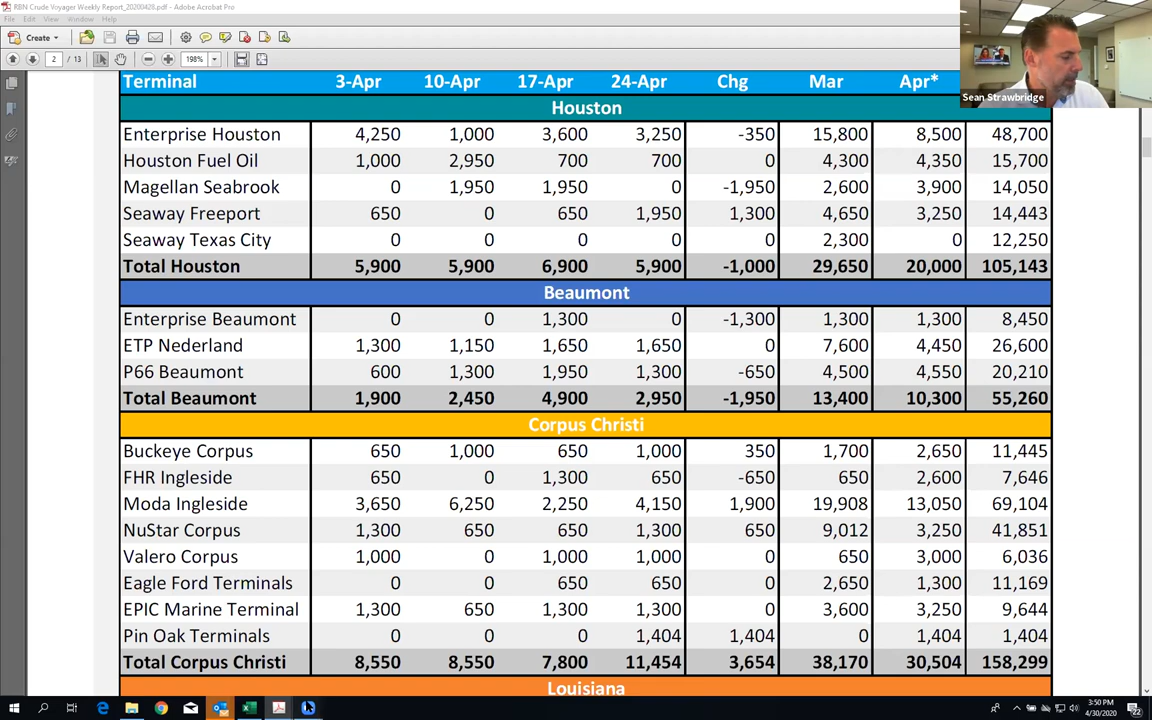 RBN Crude Voyager Weekly Report_20200428.pdf - Adobe Acrobat Pro
File Edit View Window Help
Create
2 / 13 198%
Terminal 3-Apr 10-Apr 17-Apr 24-Apr Chg Mar Apr*
Sean Strawbridge
Houston
Enterprise Houston 4,250 1,000 3,600 3,250 -350 15,800 8,500 48,700
Houston Fuel Oil 1,000 2,950 700 700 0 4,300 4,350 15,700
Magellan Seabrook 0 1,950 1,950 0 -1,950 2,600 3,900 14,050
Seaway Freeport 650 0 650 1,950 1,300 4,650 3,250 14,443
Seaway Texas City 0 0 0 0 0 2,300 0 12,250
Total Houston 5,900 5,900 6,900 5,900 -1,000 29,650 20,000 105,143
Beaumont
Enterprise Beaumont 0 0 1,300 0 -1,300 1,300 1,300 8,450
ETP Nederland 1,300 1,150 1,650 1,650 0 7,600 4,450 26,600
P66 Beaumont 600 1,300 1,950 1,300 -650 4,500 4,550 20,210
Total Beaumont 1,900 2,450 4,900 2,950 -1,950 13,400 10,300 55,260
Corpus Christi
Buckeye Corpus 650 1,000 650 1,000 350 1,700 2,650 11,445
FHR Ingleside 650 0 1,300 650 -650 650 2,600 7,646
Moda Ingleside 3,650 6,250 2,250 4,150 1,900 19,908 13,050 69,104
NuStar Corpus 1,300 650 650 1,300 650 9,012 3,250 41,851
Valero Corpus 1,000 0 1,000 1,000 0 650 3,000 6,036
Eagle Ford Terminals 0 0 650 650 0 2,650 1,300 11,169
EPIC Marine Terminal 1,300 650 1,300 1,300 0 3,600 3,250 9,644
Pin Oak Terminals 0 0 0 1,404 1,404 0 1,404 1,404
Total Corpus Christi 8,550 8,550 7,800 11,454 3,654 38,170 30,504 158,299
Louisiana
3:50 PM
4/30/2020
22